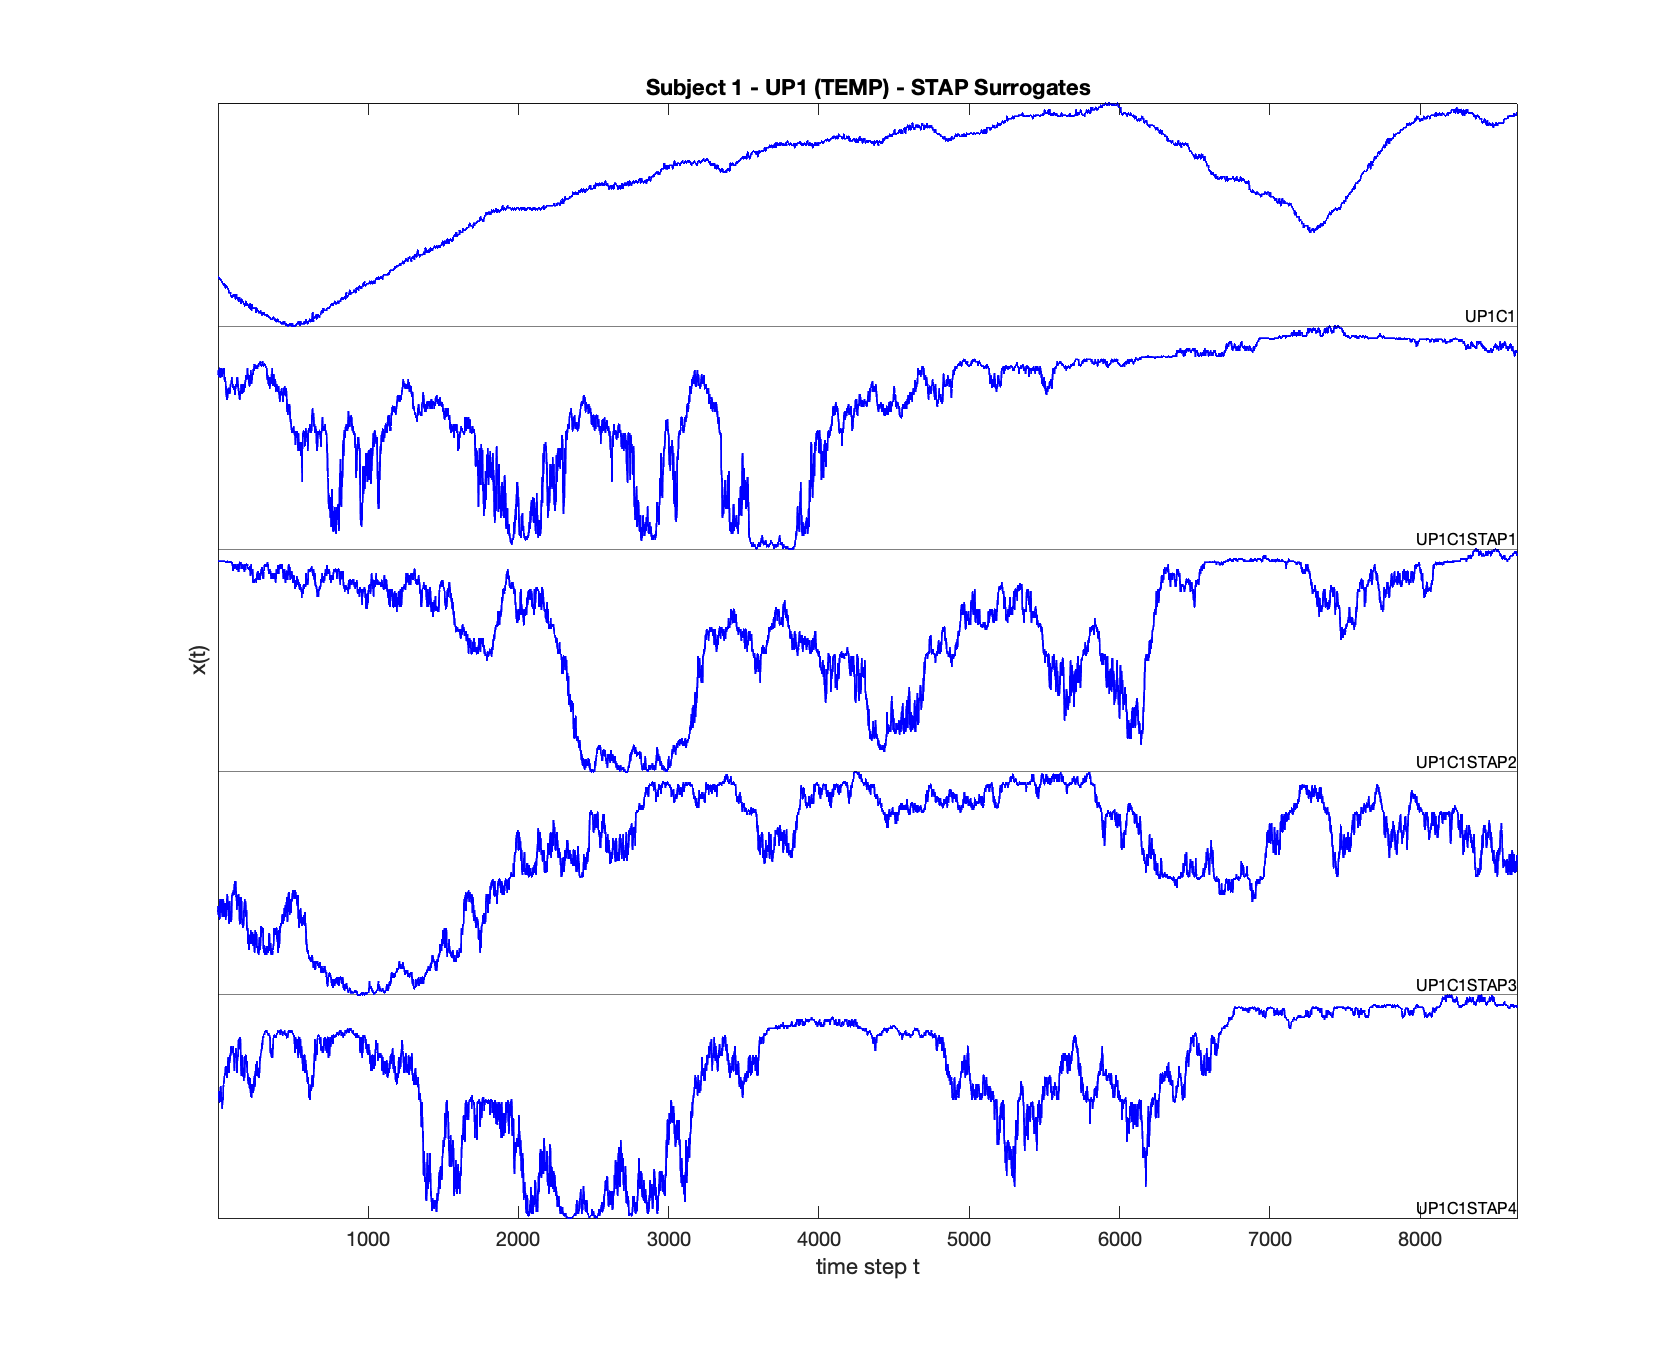 Subject 1 - UP1 (TEMP) - STAP Surrogates
UP1C1
UP1C1STAP1
x(t)
UP1C1STAP2
UP1C1STAP3
UP1C1STAP4
1000 2000 3000 4000 5000 6000 7000 8000
time step t